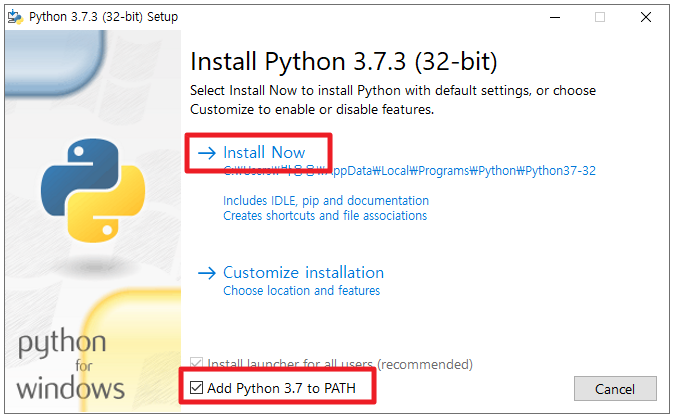 Python 3.7.3 (32-bit) Setup
Install Python 3.7.3 (32-bit)
Select Install Now to install Python with default settings, or choose
Customize to enable or disable features.
→ Install Now
C:₩Users₩박응용₩AppData₩Local₩Programs₩Python₩Python37-32
Includes IDLE, pip and documentation
Creates shortcuts and file associations
→ Customize installation
Choose location and features
Install launcher for all users (recommended)
Add Python 3.7 to PATH
Cancel
python
for
windows